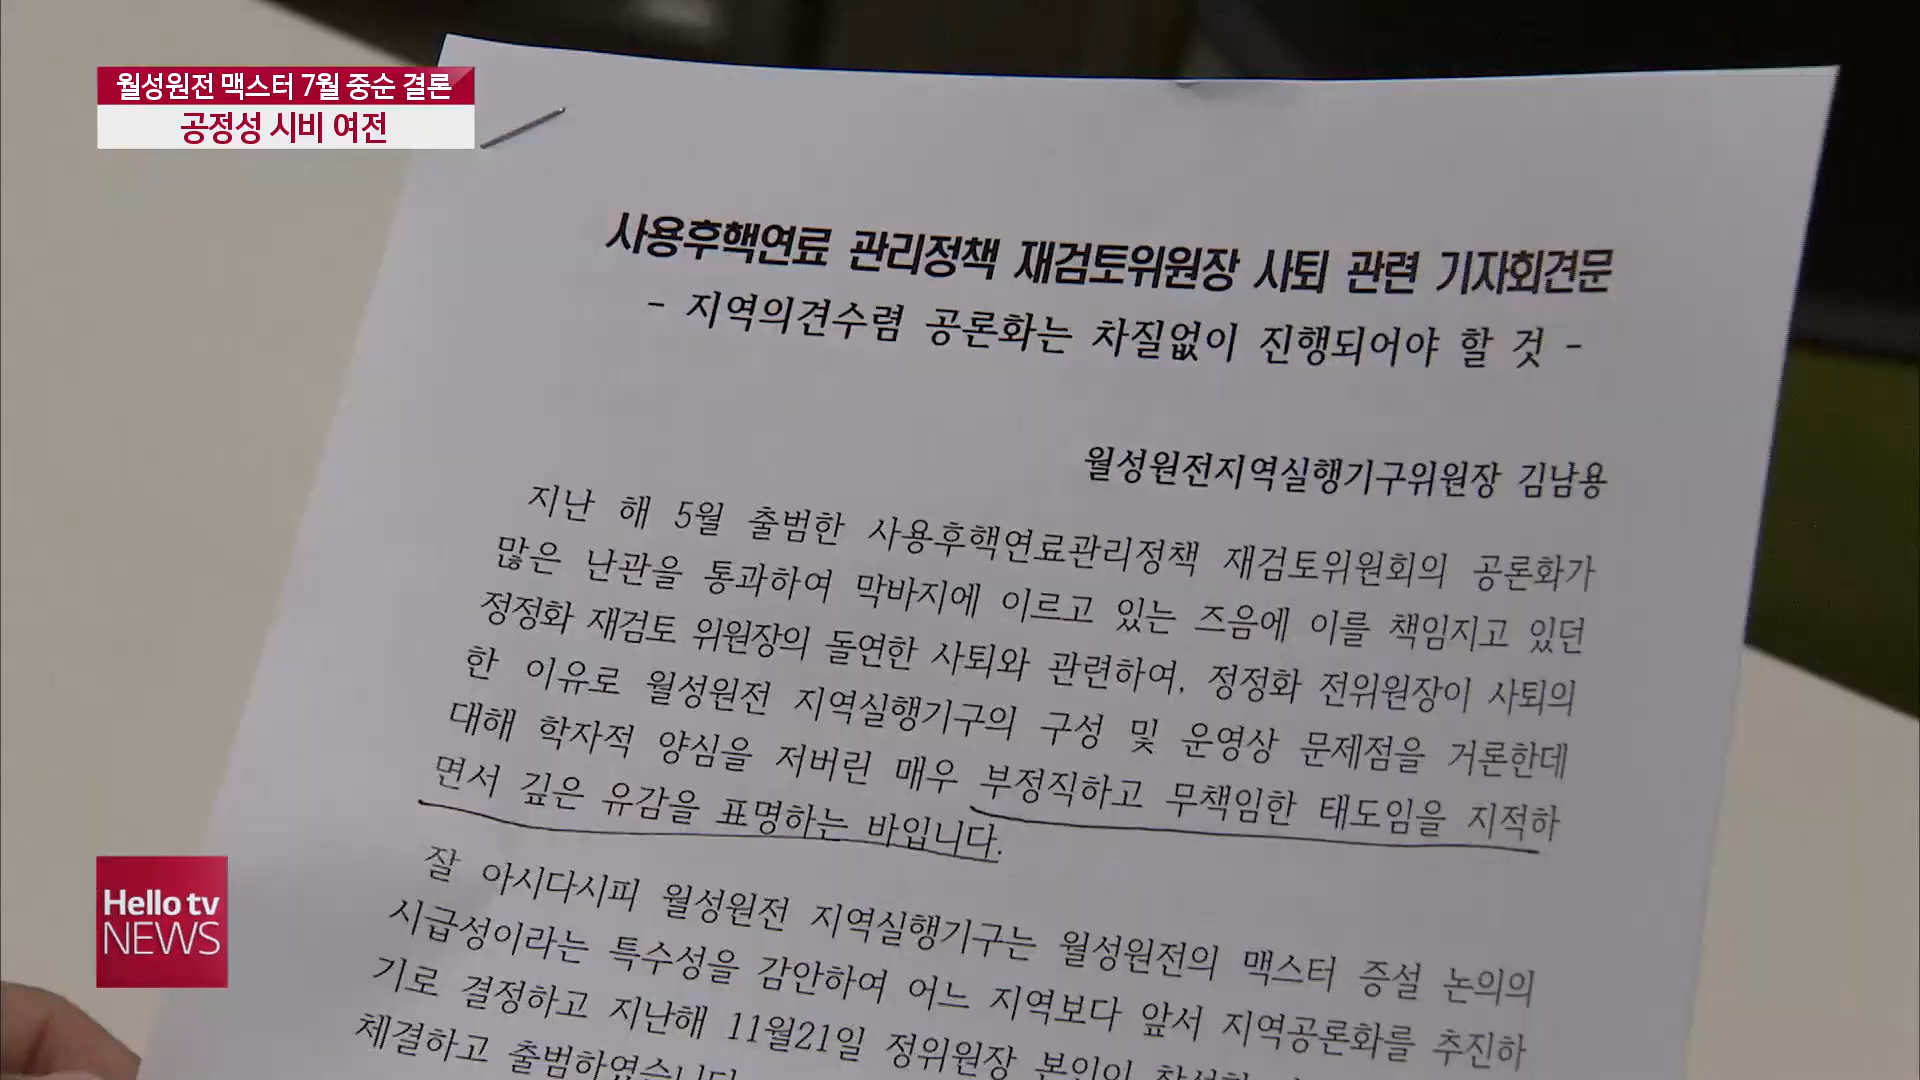 월성원전 맥스터 7월 중순 결론
공정성 시비 여전
사용후핵연료 관리정책 재검토위원장 사퇴 관련 기자회견문
- 지역의견수렴 공론화는 차질없이 진행되어야 할 것 -
월성원전지역실행기구위원장 김남용
지난 해 5월 출범한 사용후핵연료관리정책 재검토위원회의 공론화가
많은 난관을 통과하여 막바지에 이르고 있는 즈음에 이를 책임지고 있던
정정화 재검토 위원장의 돌연한 사퇴와 관련하여, 정정화 전위원장이 사퇴의
한 이유로 월성원전 지역실행기구의 구성 및 운영상 문제점을 거론한데
대해 학자적 양심을 저버린 매우 부정직하고 무책임한 태도임을 지적하
면서 깊은 유감을 표명하는 바입니다.
잘 아시다시피 월성원전 지역실행기구는 월성원전의 맥스터 증설 논의의
시급성이라는 특수성을 감안하여 어느 지역보다 앞서 지역공론화를 추진하
기로 결정하고 지난해 11월21일 정위원장 본인이
체결하고 출범하였습니다
Hello tv
NEWS